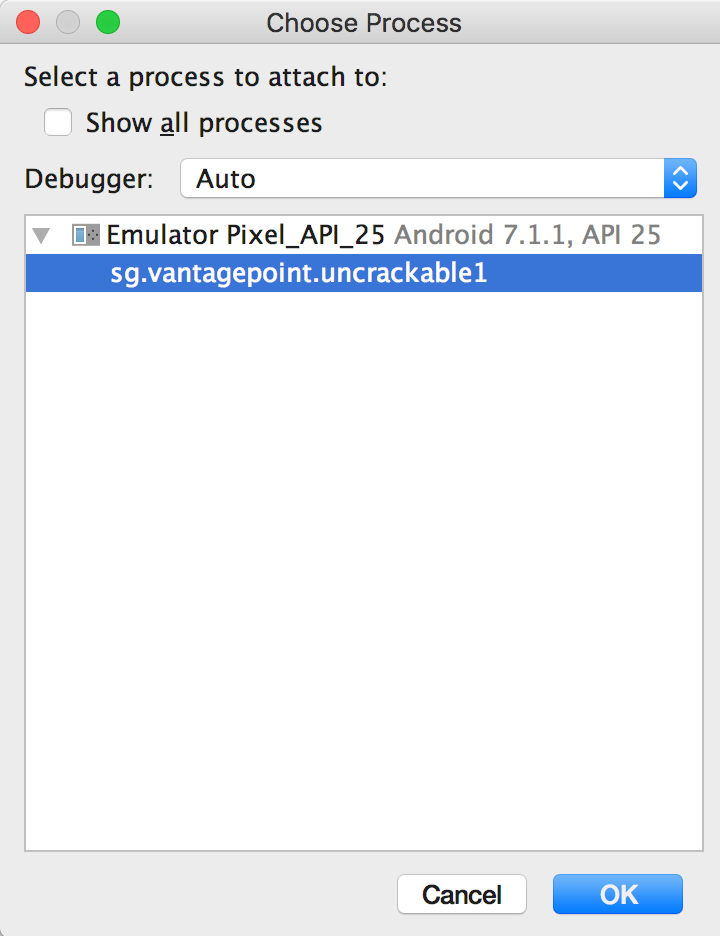 Choose Process
Select a process to attach to:
Show all processes
Debugger: Auto
Emulator Pixel_API_25 Android 7.1.1, API 25
sg.vantagepoint.uncrackable1
Cancel OK